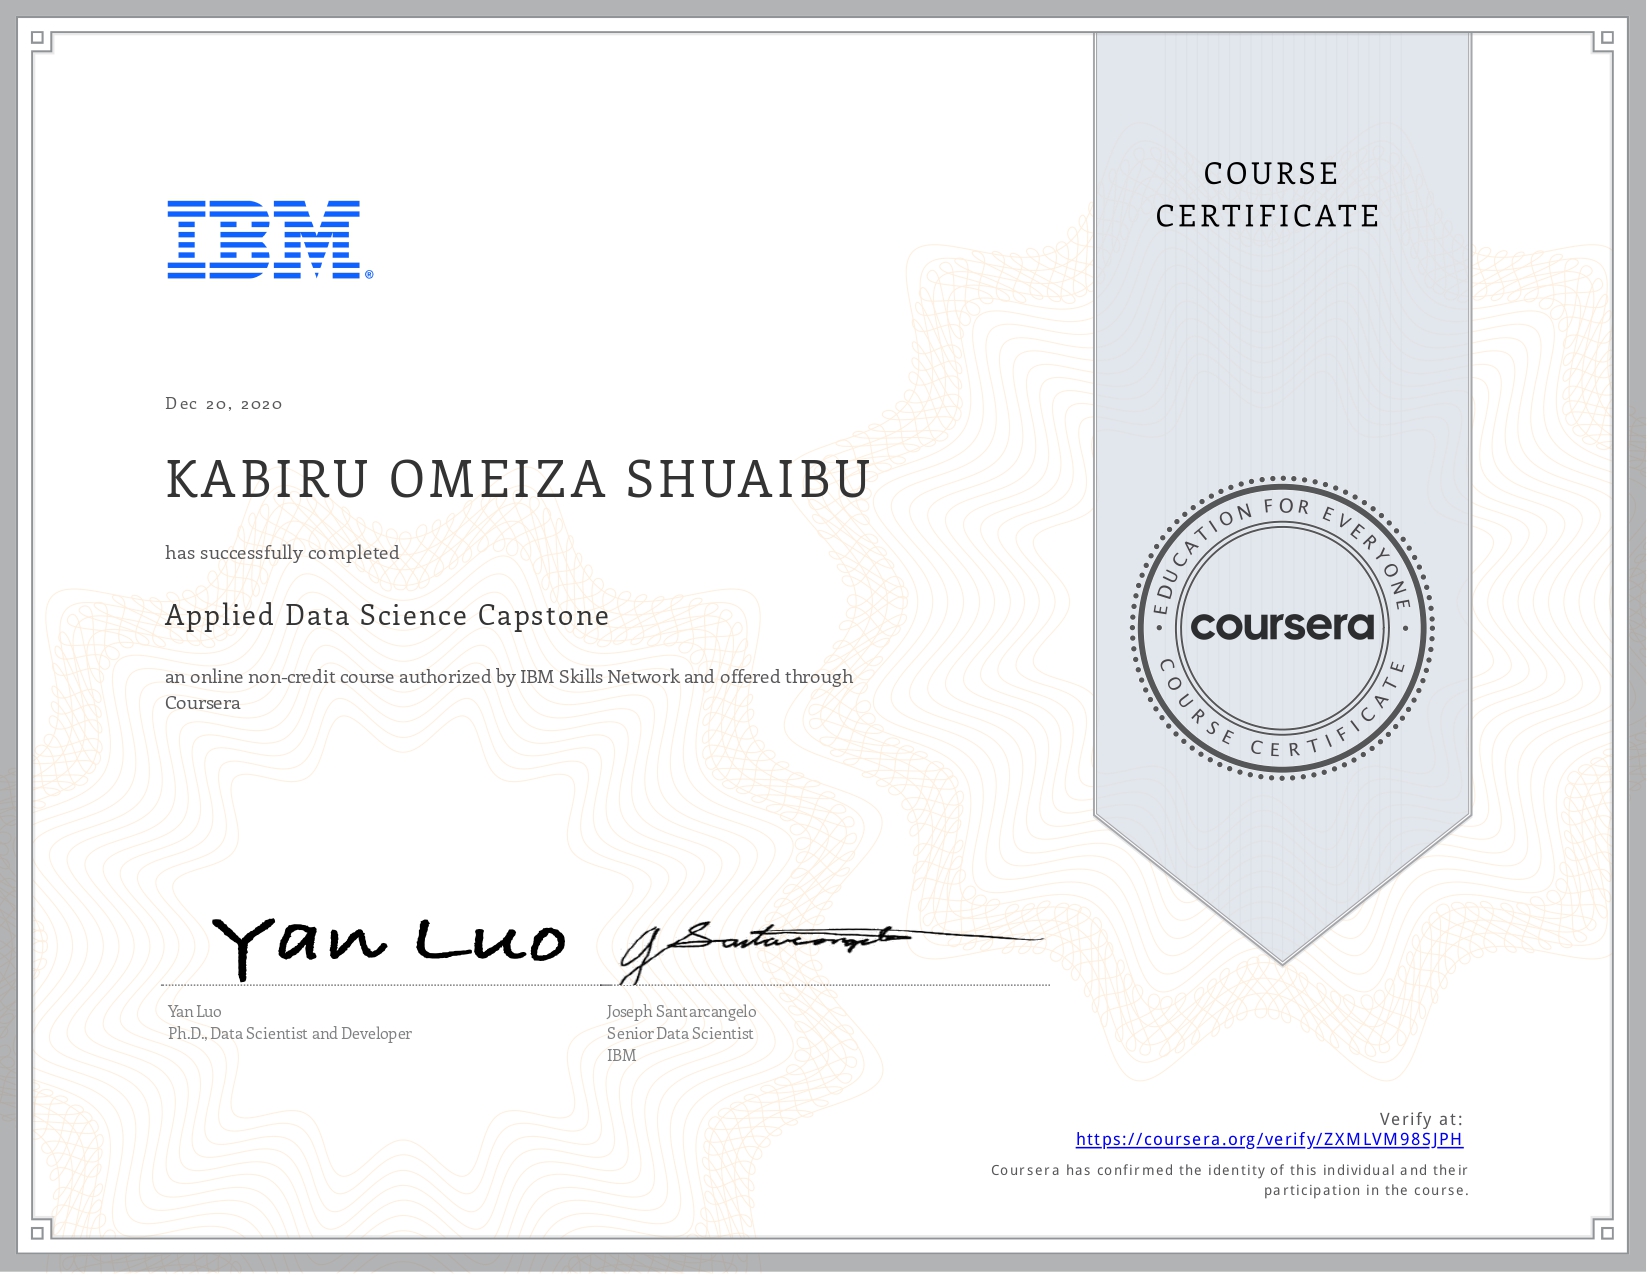 COURSE
CERTIFICATE
IBM®
Dec 20, 2020
KABIRU OMEIZA SHUAIBU
has successfully completed
Applied Data Science Capstone
an online non-credit course authorized by IBM Skills Network and offered through
Coursera
• EDUCATION FOR EVERYONE •
coursera
COURSE CERTIFICATE
Yan Luo
J Santarcangelo
Yan Luo
Ph.D., Data Scientist and Developer
Joseph Santarcangelo
Senior Data Scientist
IBM
Verify at:
https://coursera.org/verify/ZXMLVM98SJPH
Coursera has confirmed the identity of this individual and their
participation in the course.